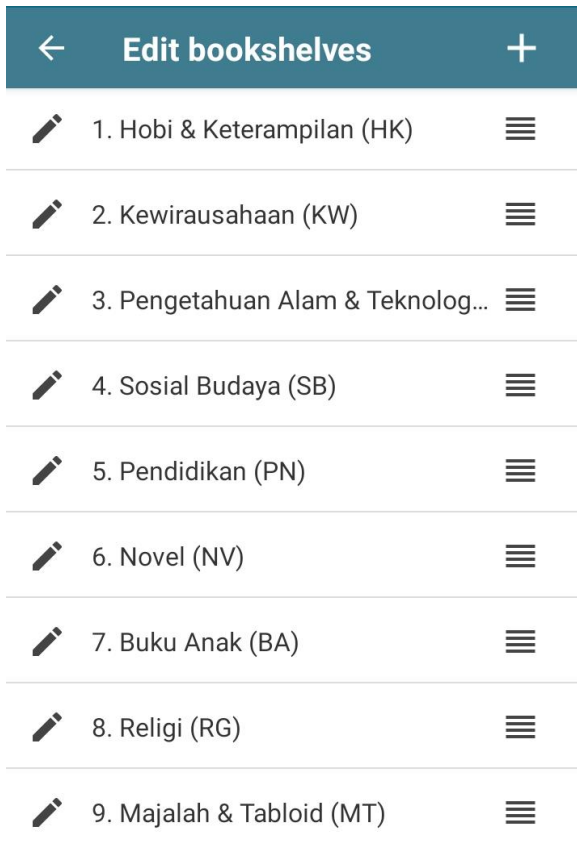 Edit bookshelves
1. Hobi & Keterampilan (HK)
2. Kewirausahaan (KW)
3. Pengetahuan Alam & Teknolog...
4. Sosial Budaya (SB)
5. Pendidikan (PN)
6. Novel (NV)
7. Buku Anak (BA)
8. Religi (RG)
9. Majalah & Tabloid (MT)